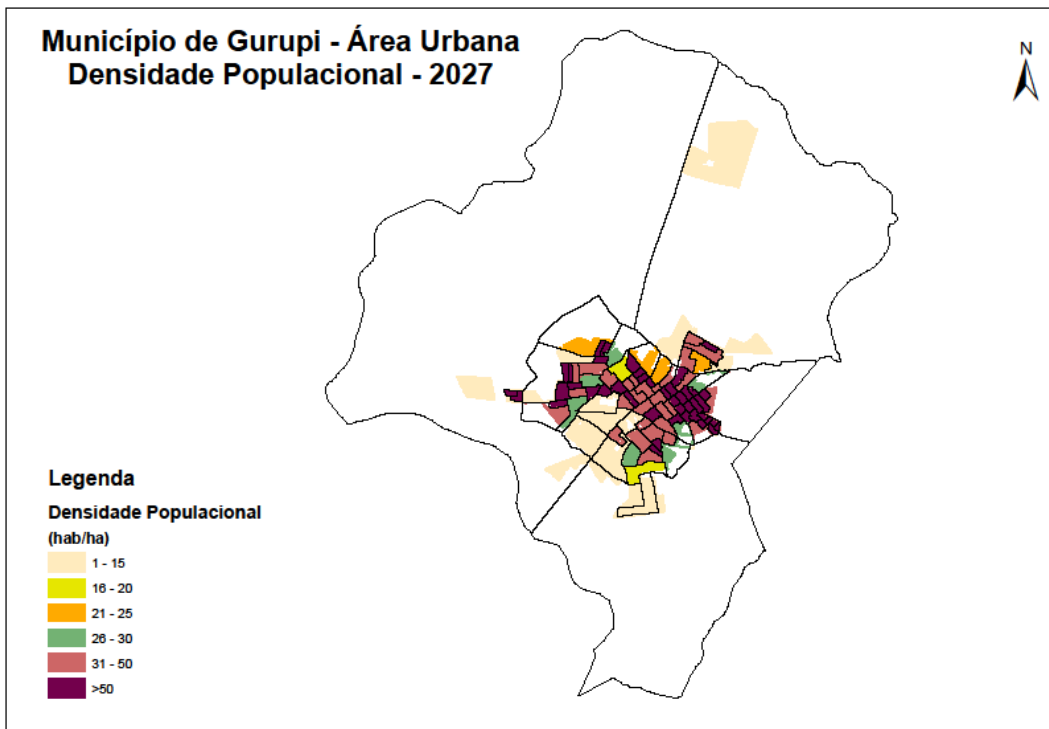 Município de Gurupi - Área Urbana
Densidade Populacional - 2027
N
Legenda
Densidade Populacional
(hab/ha)
1 - 15
16 - 20
21 - 25
26 - 30
31 - 50
>50